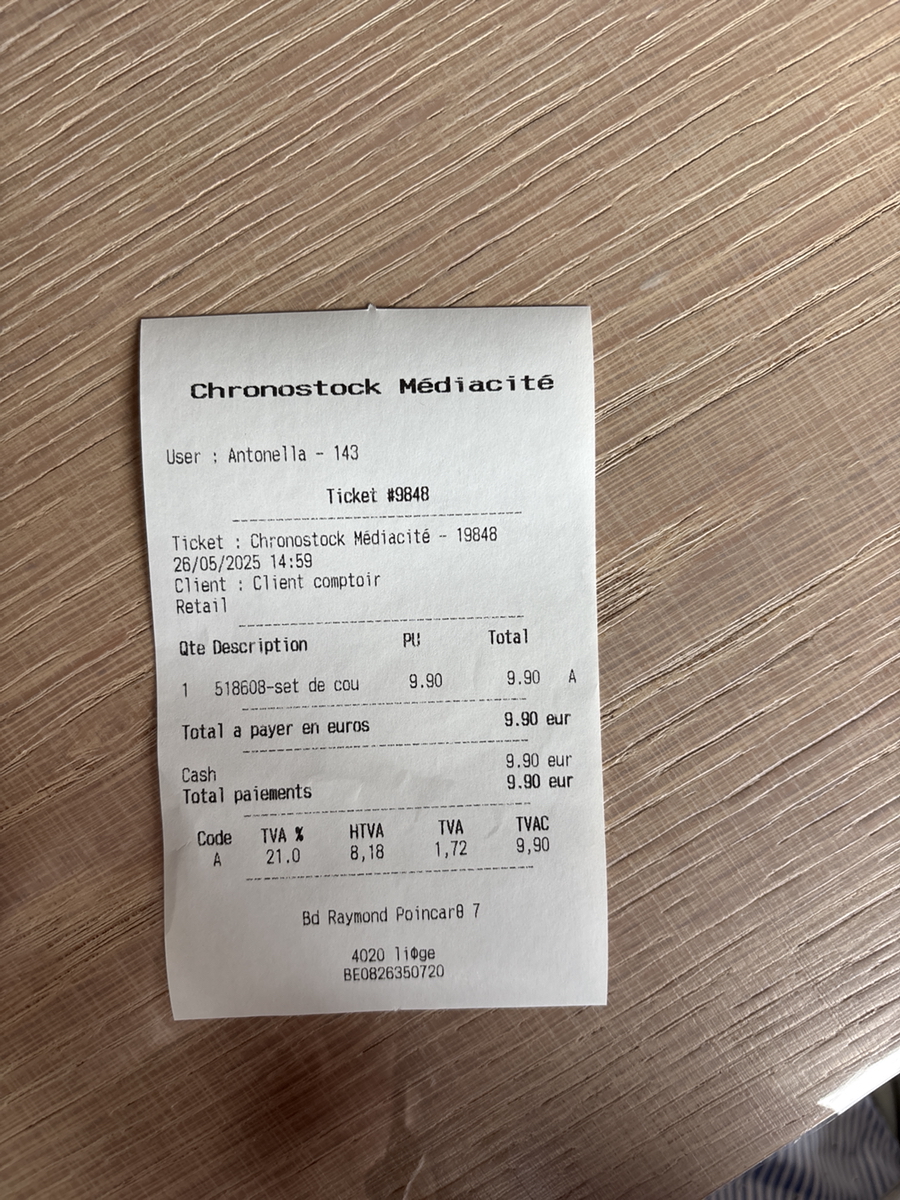 Chronostock Médiacité
User : Antonella - 143
Ticket #9848
Ticket : Chronostock Médiacité - 19848
26/05/2025 14:59
Client : Client comptoir
Retail
Qte Description PU Total
1 518608-set de cou 9.90 9.90 A
Total a payer en euros 9.90 eur
Cash 9.90 eur
Total paiements 9.90 eur
Code TVA % HTVA TVA TVAC
A 21.0 8,18 1,72 9,90
Bd Raymond PoincarΘ 7
4020 liΦge
BE0826350720